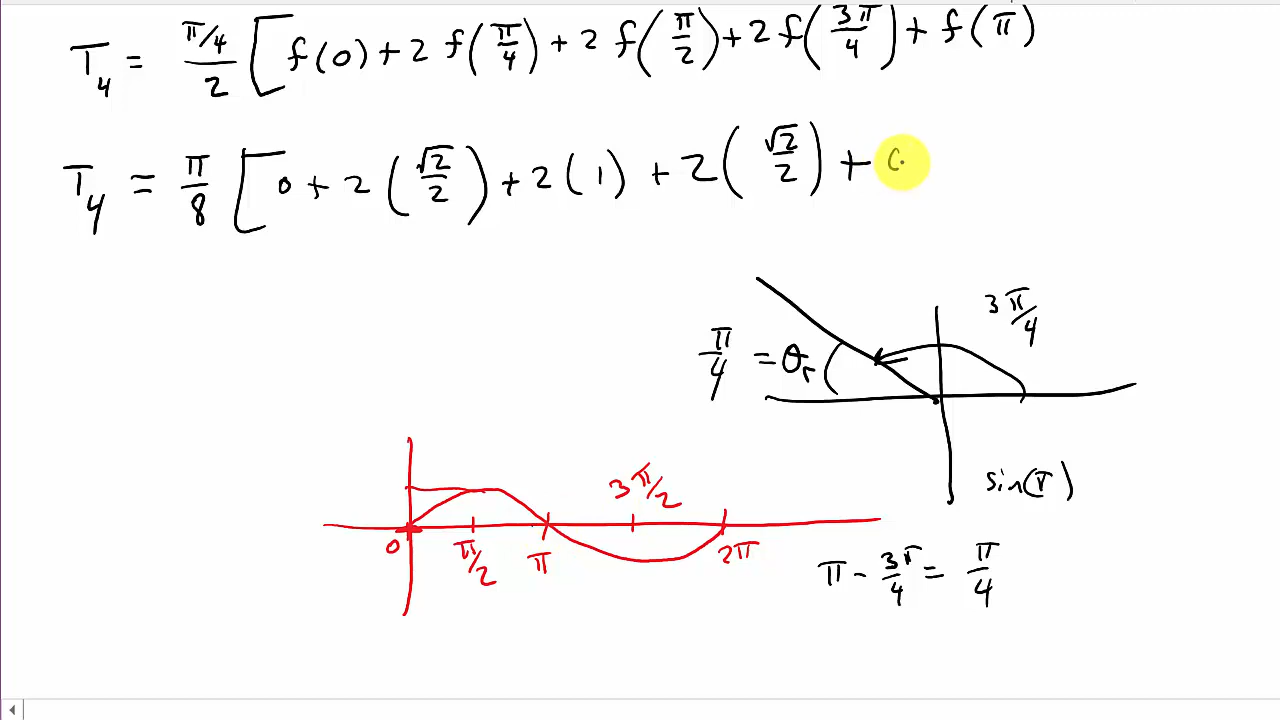 T₄ = π/4 / 2 [ f(0) + 2 f(π/4) + 2 f(π/2) + 2 f(3π/4) + f(π)
T₄ = π/8 [ 0 + 2 (√2/2) + 2 (1) + 2 (√2/2) +
3π/4
π/4 = θr
sin(π)
3π/2
0 π/2 π 2π
π - 3π/4 = π/4